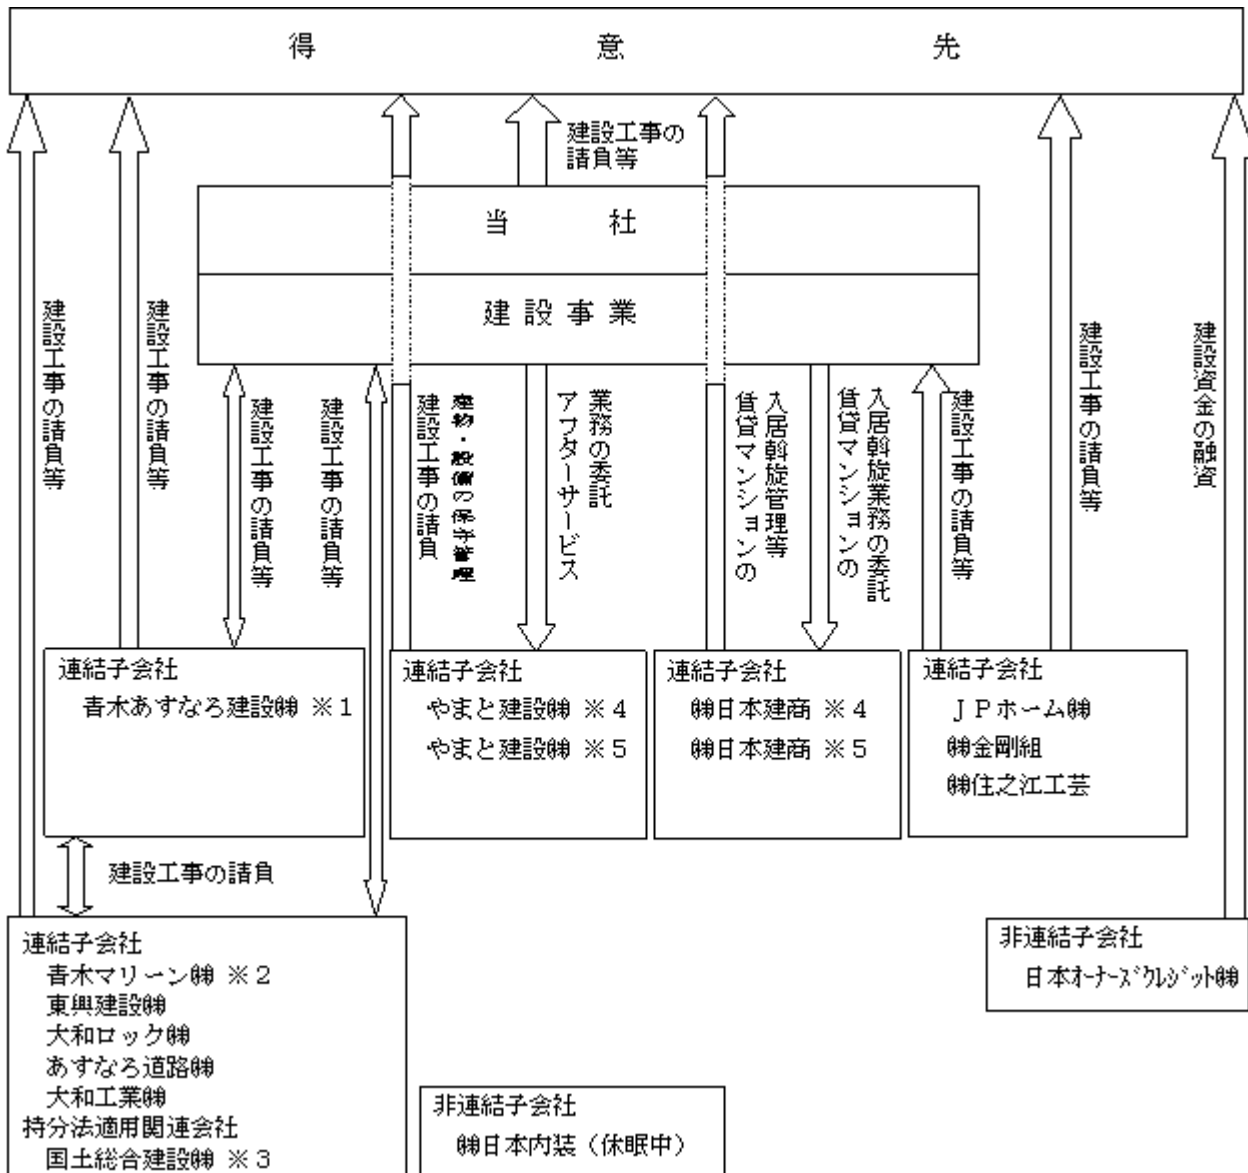 得意先
建設工事の
請負等
当社
建設事業
建設工事の請負等
建設工事の請負等
建設工事の請負等
建設工事の請負等
建設工事の請負
建物・設備の保守管理
業務の委託
アフターサービス
入居斡旋管理等
賃貸マンションの
入居斡旋業務の委託
賃貸マンションの
建設工事の請負等
建設工事の請負等
建設資金の融資
連結子会社
青木あすなろ建設㈱ ※1
連結子会社
やまと建設㈱ ※4
やまと建設㈱ ※5
連結子会社
㈱日本建商 ※4
㈱日本建商 ※5
連結子会社
JPホーム㈱
㈱金剛組
㈱住之江工芸
建設工事の請負
連結子会社
青木マリーン㈱ ※2
東興建設㈱
大和ロック㈱
あすなろ道路㈱
大和工業㈱
持分法適用関連会社
国土総合建設㈱ ※3
非連結子会社
㈱日本内装(休眠中)
非連結子会社
日本オーナーズクレジット㈱